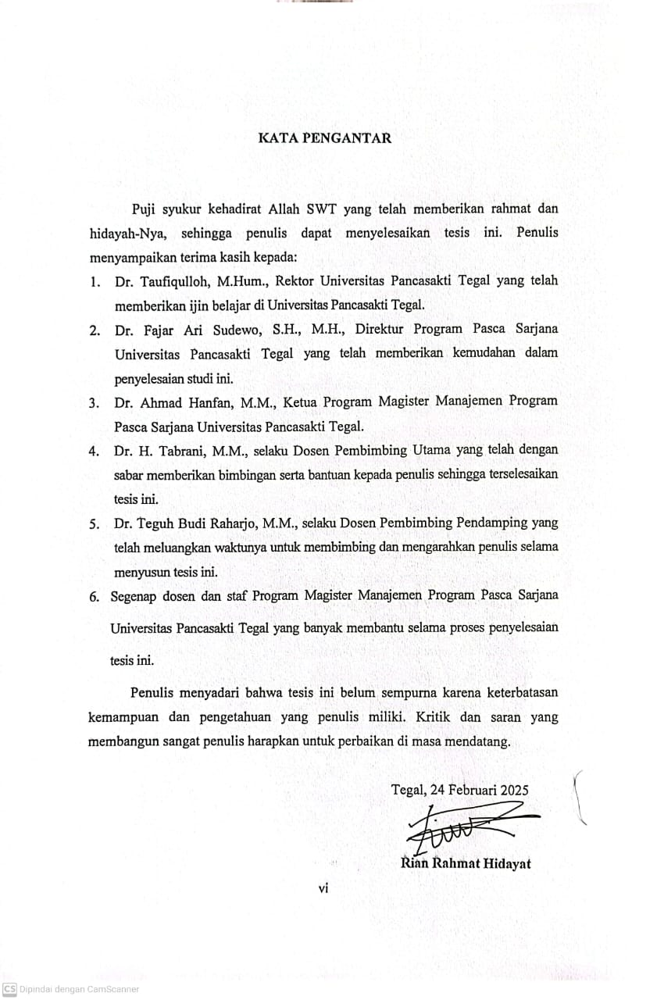 KATA PENGANTAR
Puji syukur kehadirat Allah SWT yang telah memberikan rahmat dan
hidayah-Nya, sehingga penulis dapat menyelesaikan tesis ini. Penulis
menyampaikan terima kasih kepada:
1. Dr. Taufiqulloh, M.Hum., Rektor Universitas Pancasakti Tegal yang telah
memberikan ijin belajar di Universitas Pancasakti Tegal.
2. Dr. Fajar Ari Sudewo, S.H., M.H., Direktur Program Pasca Sarjana
Universitas Pancasakti Tegal yang telah memberikan kemudahan dalam
penyelesaian studi ini.
3. Dr. Ahmad Hanfan, M.M., Ketua Program Magister Manajemen Program
Pasca Sarjana Universitas Pancasakti Tegal.
4. Dr. H. Tabrani, M.M., selaku Dosen Pembimbing Utama yang telah dengan
sabar memberikan bimbingan serta bantuan kepada penulis sehingga terselesaikan
tesis ini.
5. Dr. Teguh Budi Raharjo, M.M., selaku Dosen Pembimbing Pendamping yang
telah meluangkan waktunya untuk membimbing dan mengarahkan penulis selama
menyusun tesis ini.
6. Segenap dosen dan staf Program Magister Manajemen Program Pasca Sarjana
Universitas Pancasakti Tegal yang banyak membantu selama proses penyelesaian
tesis ini.
Penulis menyadari bahwa tesis ini belum sempurna karena keterbatasan
kemampuan dan pengetahuan yang penulis miliki. Kritik dan saran yang
membangun sangat penulis harapkan untuk perbaikan di masa mendatang.
Tegal, 24 Februari 2025
Rian Rahmat Hidayat
vi
CS Dipindai dengan CamScanner